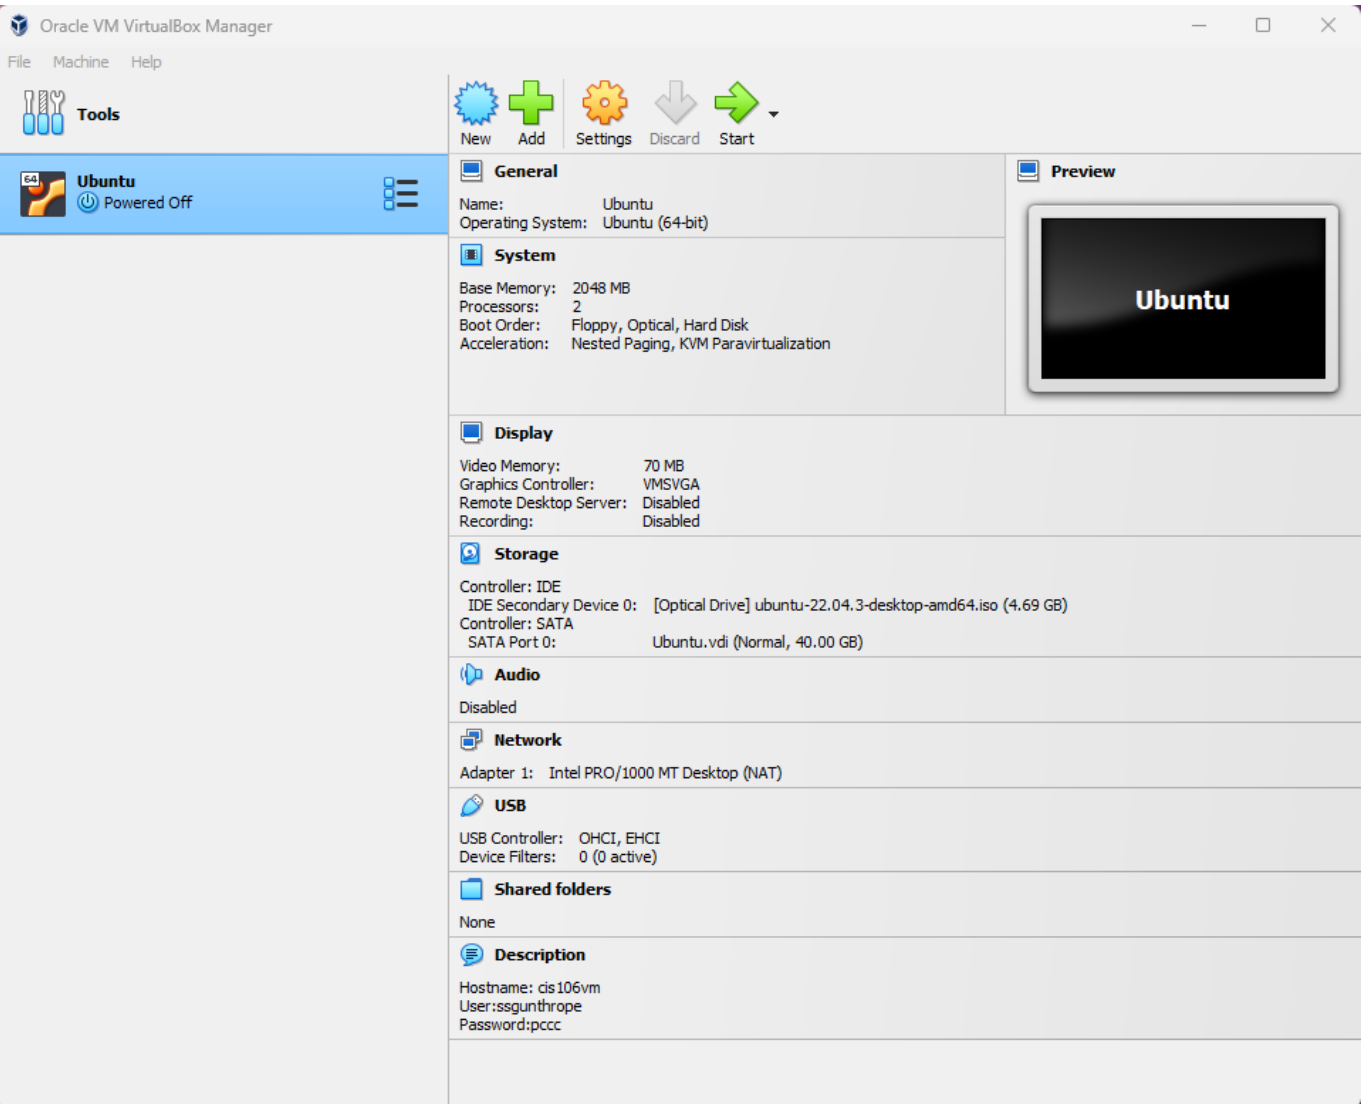 Oracle VM VirtualBox Manager
File Machine Help
Tools
New Add Settings Discard Start
64
Ubuntu
Powered Off
General
Name: Ubuntu
Operating System: Ubuntu (64-bit)
Preview
Ubuntu
System
Base Memory: 2048 MB
Processors: 2
Boot Order: Floppy, Optical, Hard Disk
Acceleration: Nested Paging, KVM Paravirtualization
Display
Video Memory: 70 MB
Graphics Controller: VMSVGA
Remote Desktop Server: Disabled
Recording: Disabled
Storage
Controller: IDE
IDE Secondary Device 0: [Optical Drive] ubuntu-22.04.3-desktop-amd64.iso (4.69 GB)
Controller: SATA
SATA Port 0: Ubuntu.vdi (Normal, 40.00 GB)
Audio
Disabled
Network
Adapter 1: Intel PRO/1000 MT Desktop (NAT)
USB
USB Controller: OHCI, EHCI
Device Filters: 0 (0 active)
Shared folders
None
Description
Hostname: cis106vm
User:ssgunthrope
Password:pccc